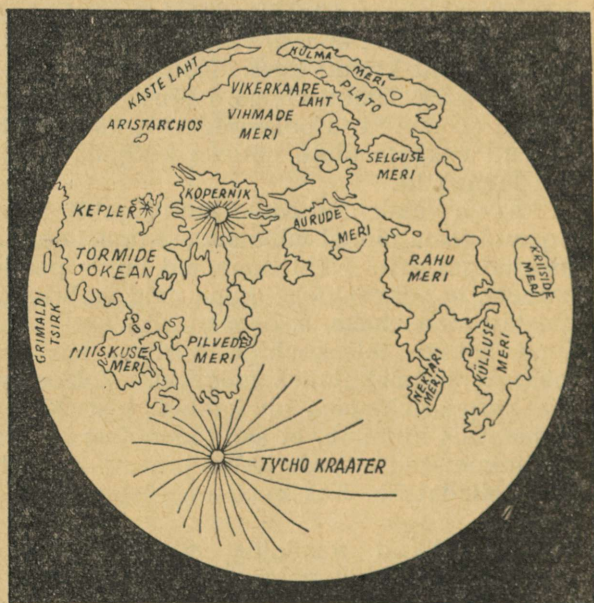 KÜLMA
MERI
KASTE LAHT
VIKERKAARE
LAHT
PLATO
VIHMADE
MERI
ARISTARCHOS
SELGUSE
MERI
KOPERNIK
KEPLER
AURUDE
MERI
TORMIDE
OOKEAN
RAHU
MERI
KRIISIDE
MERI
GRIMALDI
TSIRK
NIISKUSE
MERI
PILVEDE
MERI
NEKTARI
MERI
KÜLLUSE
MERI
TYCHO KRAATER